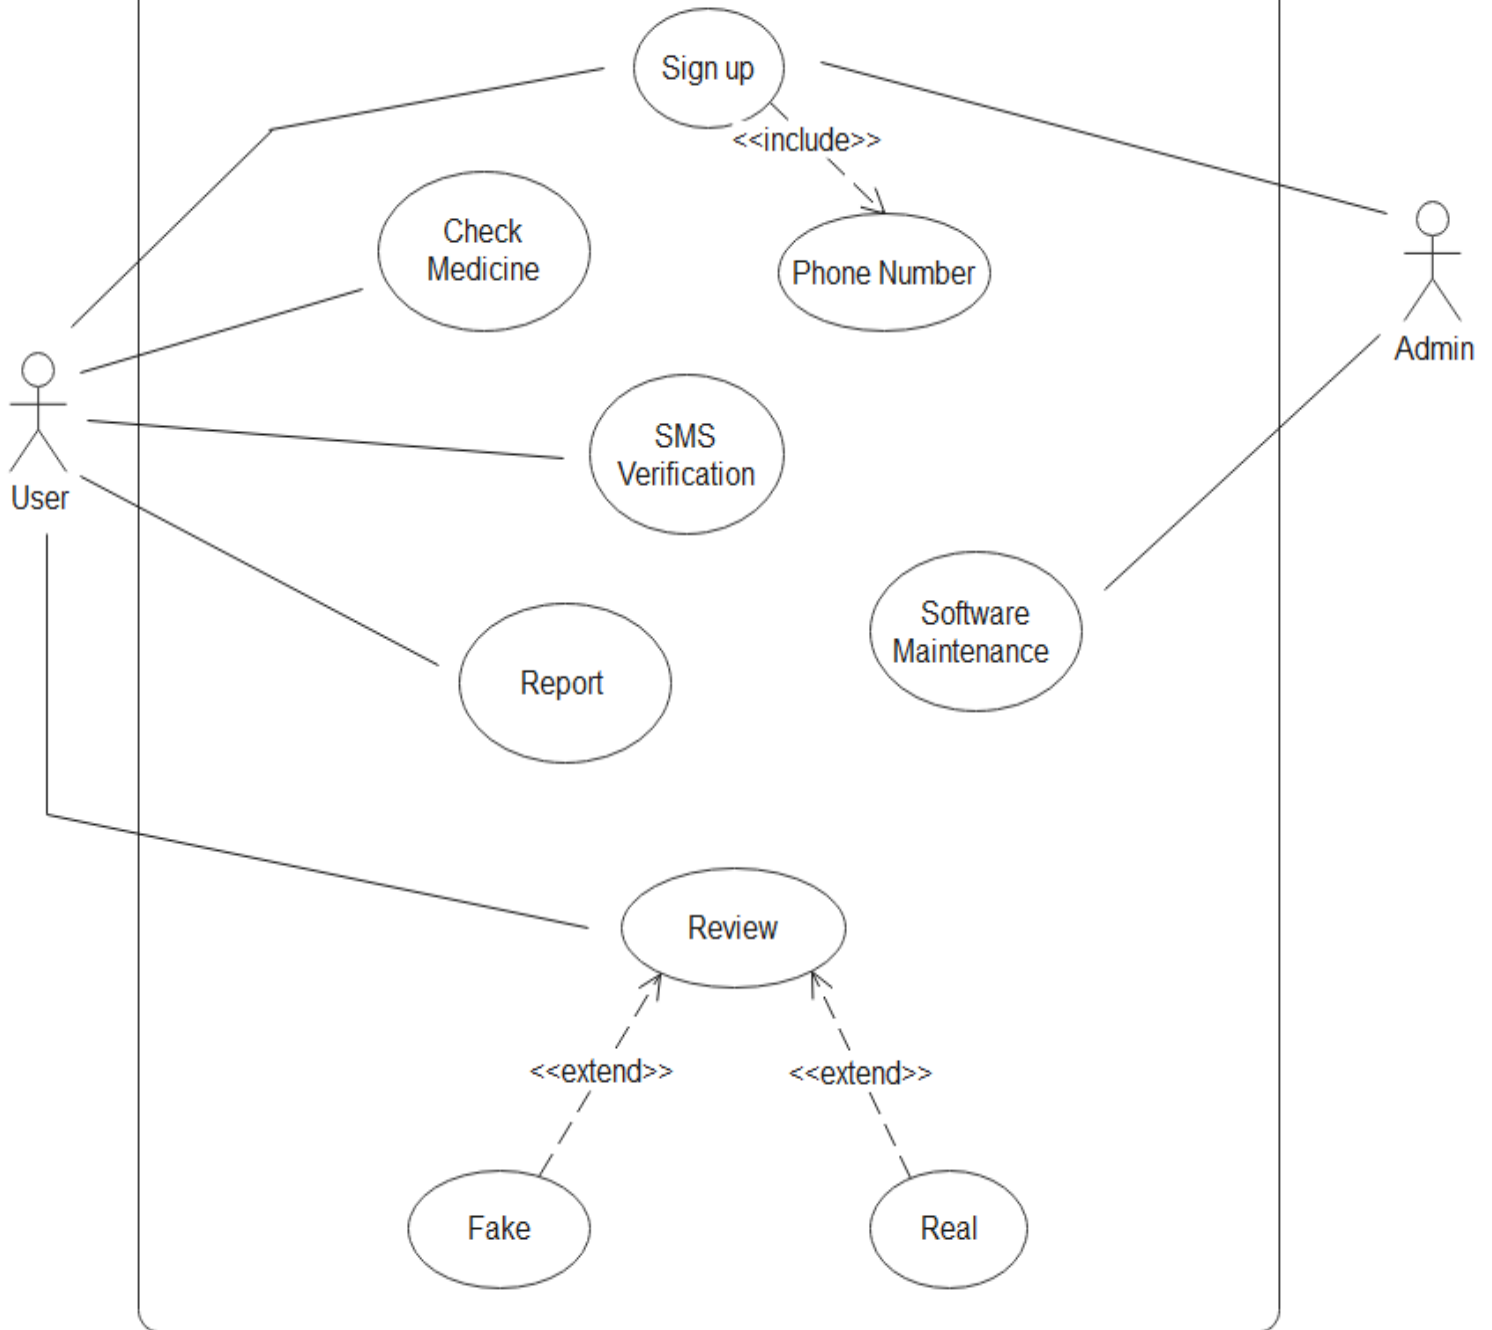 Sign up
<<include>>
Check
Medicine
Phone Number
Admin
SMS
Verification
User
Software
Maintenance
Report
Review
<<extend>>
<<extend>>
Fake
Real